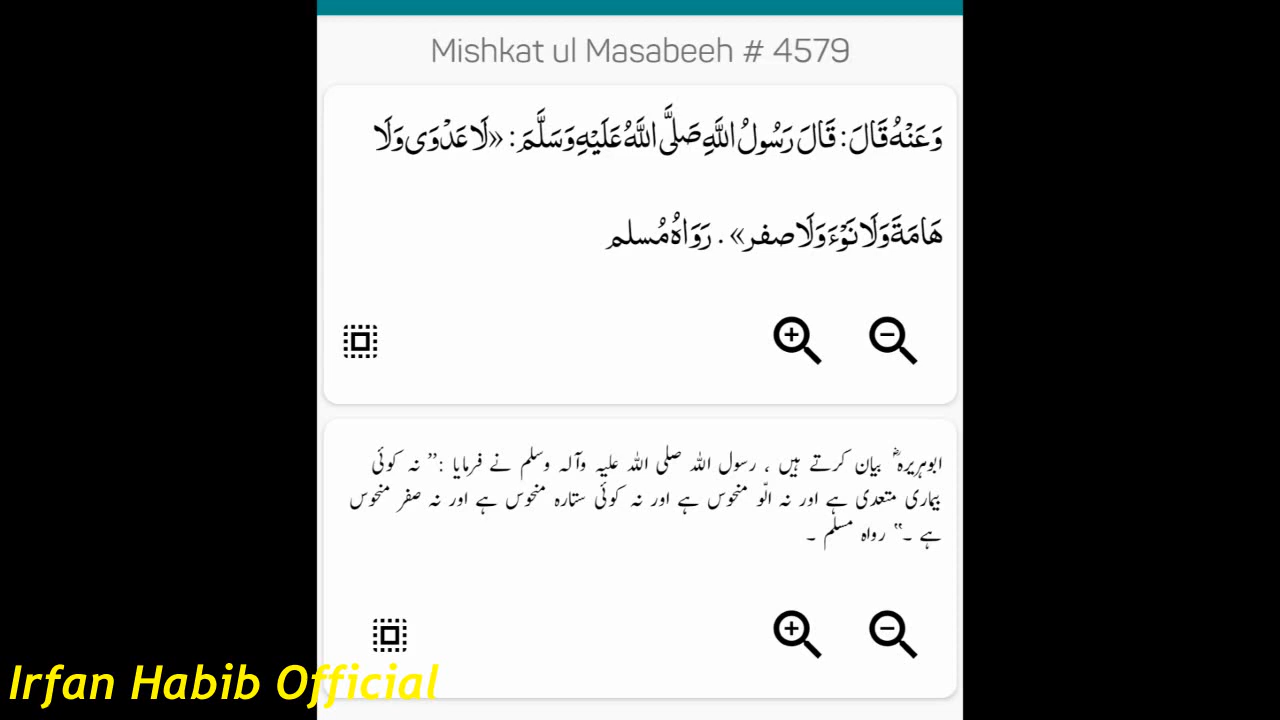 Mishkat ul Masabeeh # 4579
وَعَنْهُ قَالَ: قَالَ رَسُولُ اللَّهِ صَلَّى اللَّهُ عَلَيْهِ وَسَلَّمَ: «لَا عَدْوَى وَلَا
هَامَةَ وَلَا نَوْءَ وَلَا صفر» . رَوَاهُ مُسلم
ابوہریرہ ؓ بیان کرتے ہیں ، رسول اللہ صلی اللہ علیہ وآلہ وسلم نے فرمایا :’’ نہ کوئی
بیماری متعدی ہے اور نہ الّو منحوس ہے اور نہ کوئی ستارہ منحوس ہے اور نہ صفر منحوس
ہے ۔‘‘ رواہ مسلم ۔
Irfan Habib Official